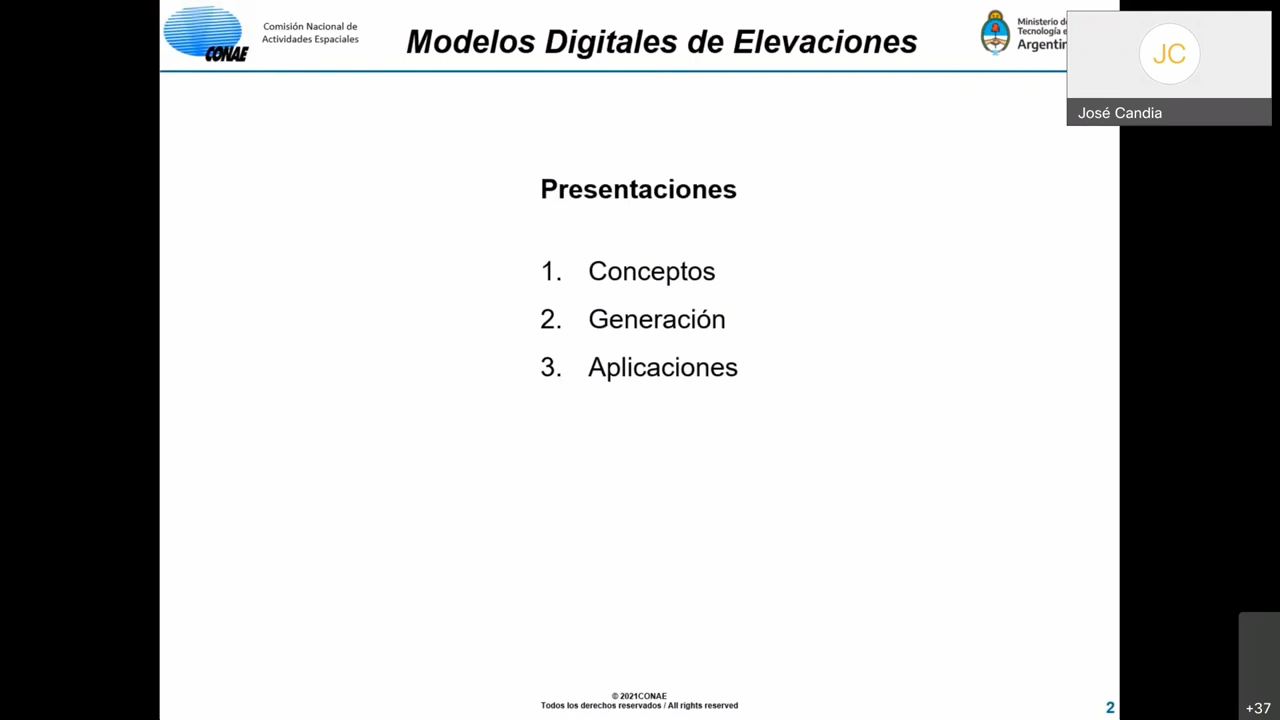 CONAE
Comisión Nacional de
Actividades Espaciales
Modelos Digitales de Elevaciones
Ministerio de
Tecnología e
Argentin
JC
José Candia
Presentaciones
1. Conceptos
2. Generación
3. Aplicaciones
© 2021CONAE
Todos los derechos reservados / All rights reserved
2
+37